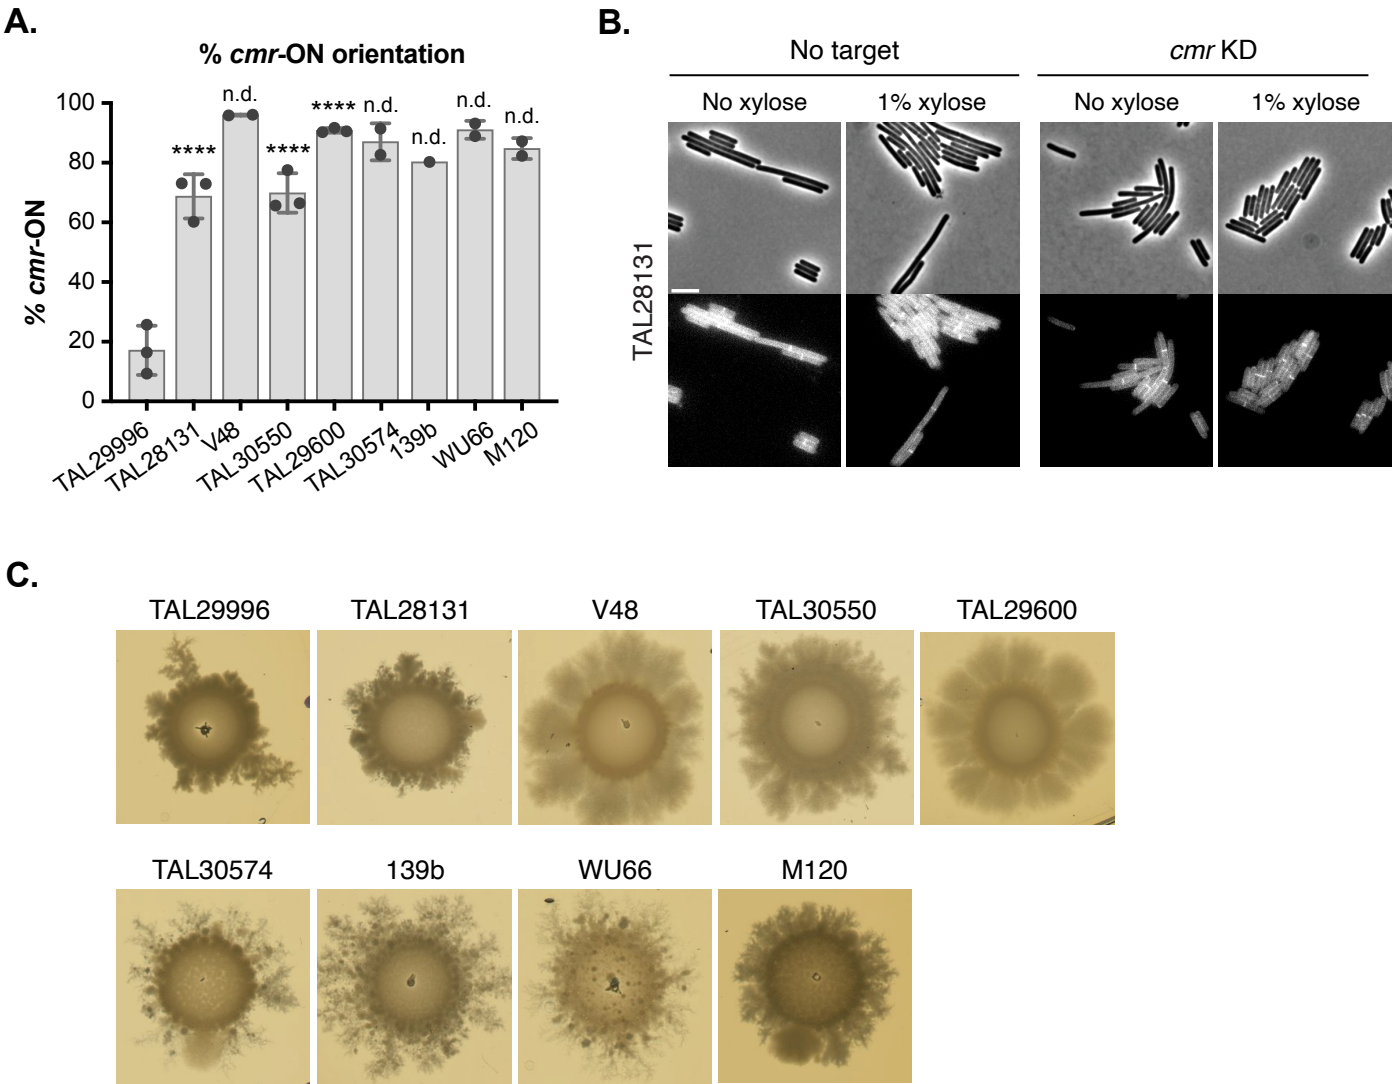 A.
% cmr-ON orientation
% cmr-ON
100
80
60
40
20
0
n.d.
****
****
****
n.d.
n.d.
n.d.
n.d.
TAL29996
TAL28131
V48
TAL30550
TAL29600
TAL30574
139b
WU66
M120
B.
No target
cmr KD
No xylose
1% xylose
No xylose
1% xylose
TAL28131
C.
TAL29996
TAL28131
V48
TAL30550
TAL29600
TAL30574
139b
WU66
M120